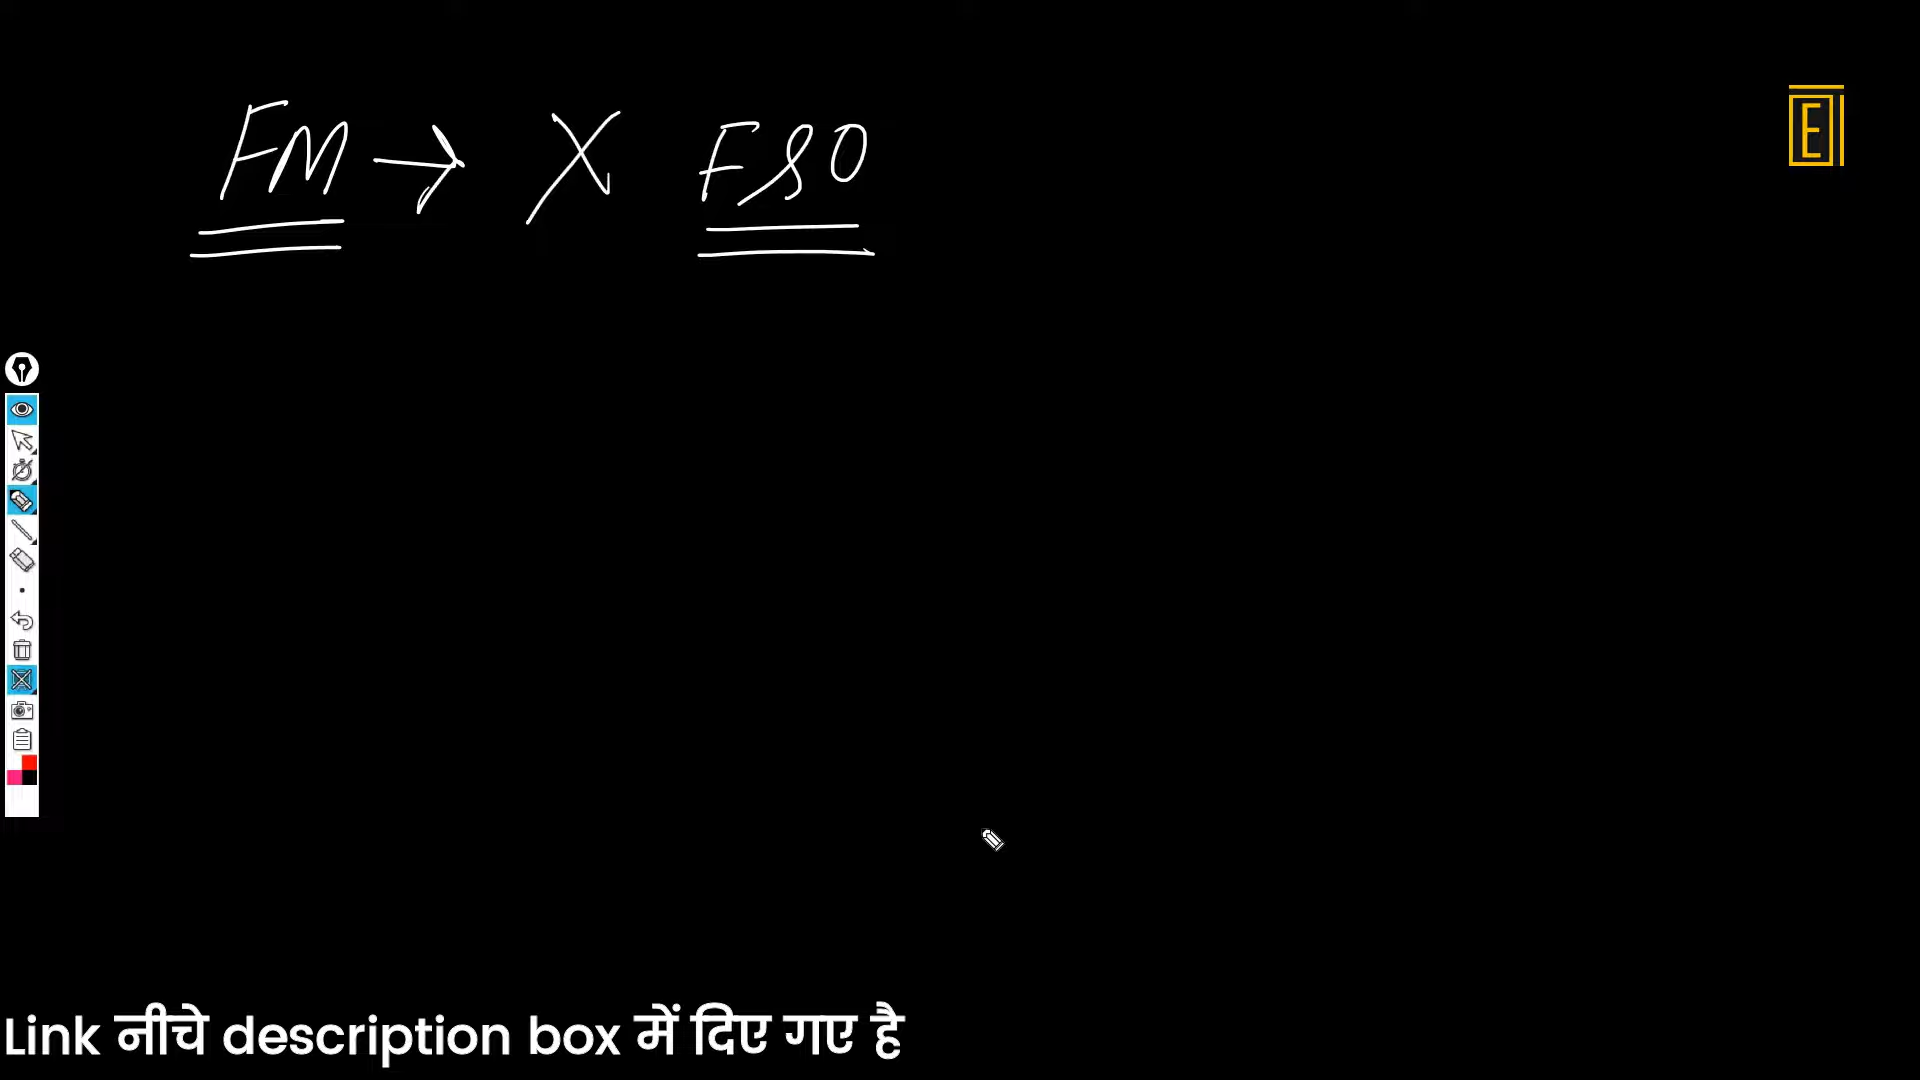 FM → X FSO
E
Link नीचे description box में दिए गए है